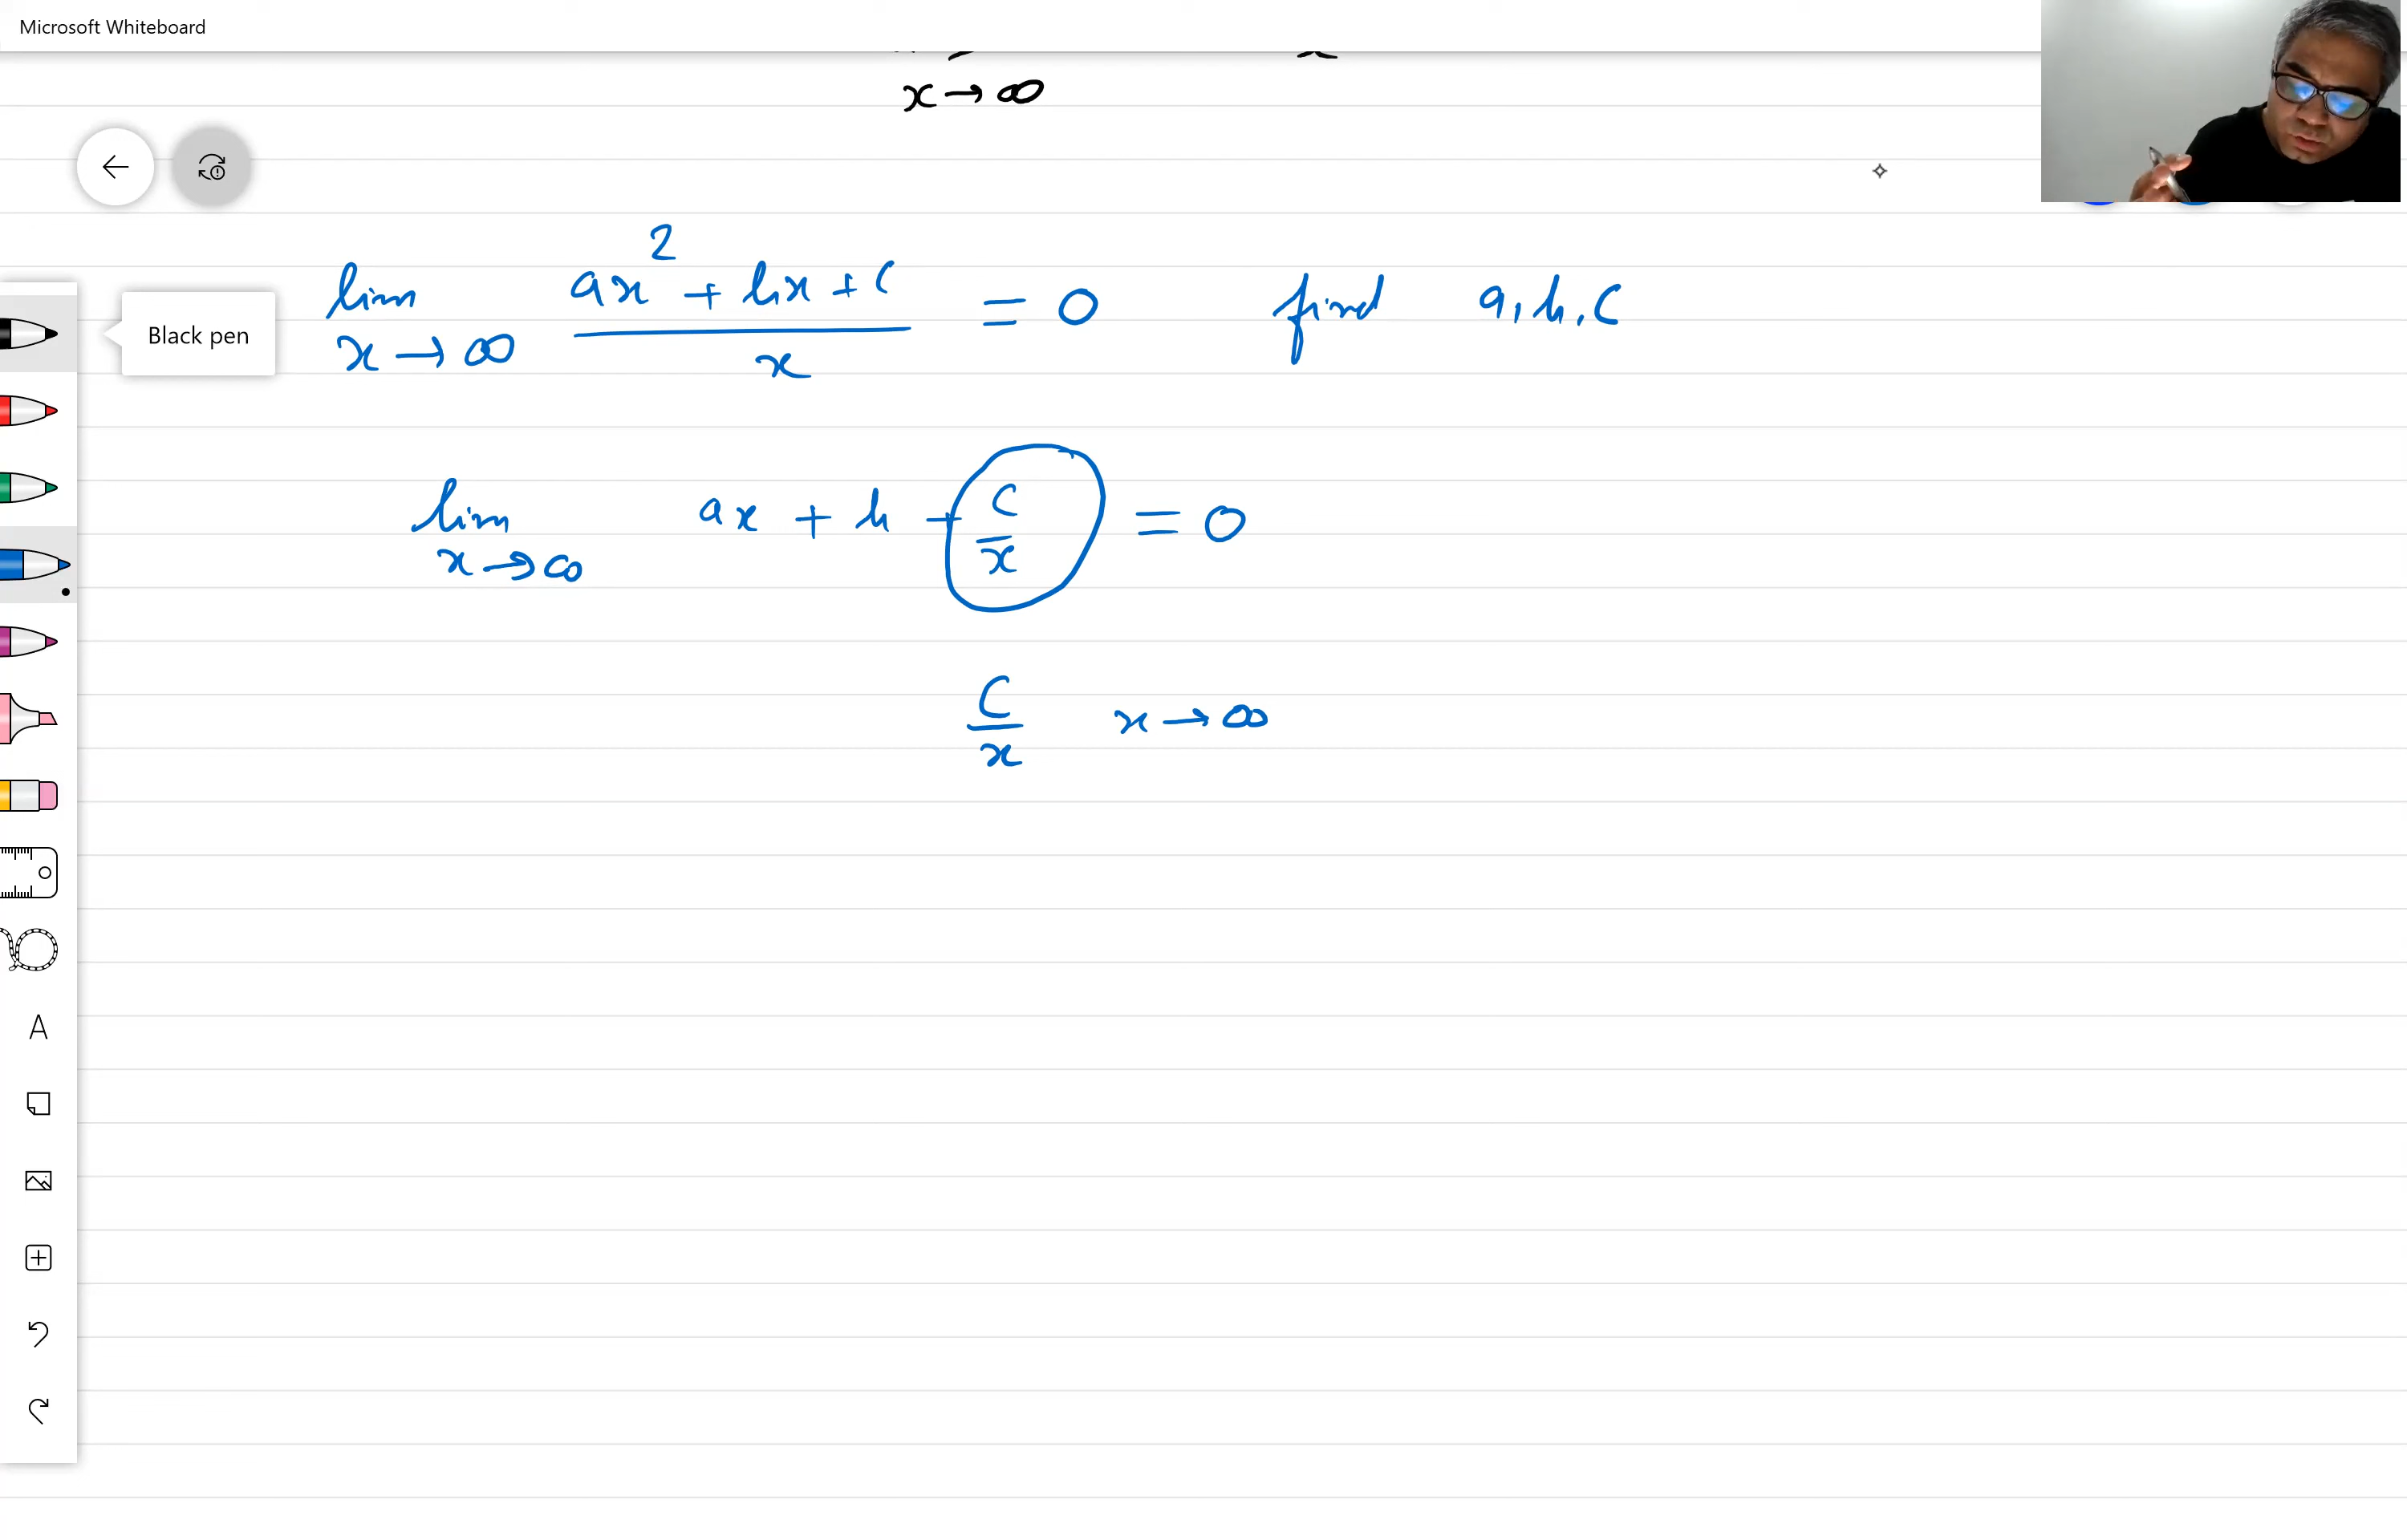 Microsoft Whiteboard
x → ∞
Black pen
lim x → ∞ (ax² + bx + c) / x = 0 find a, b, c
lim x → ∞ ax + b + c/x = 0
c/x x → ∞
A